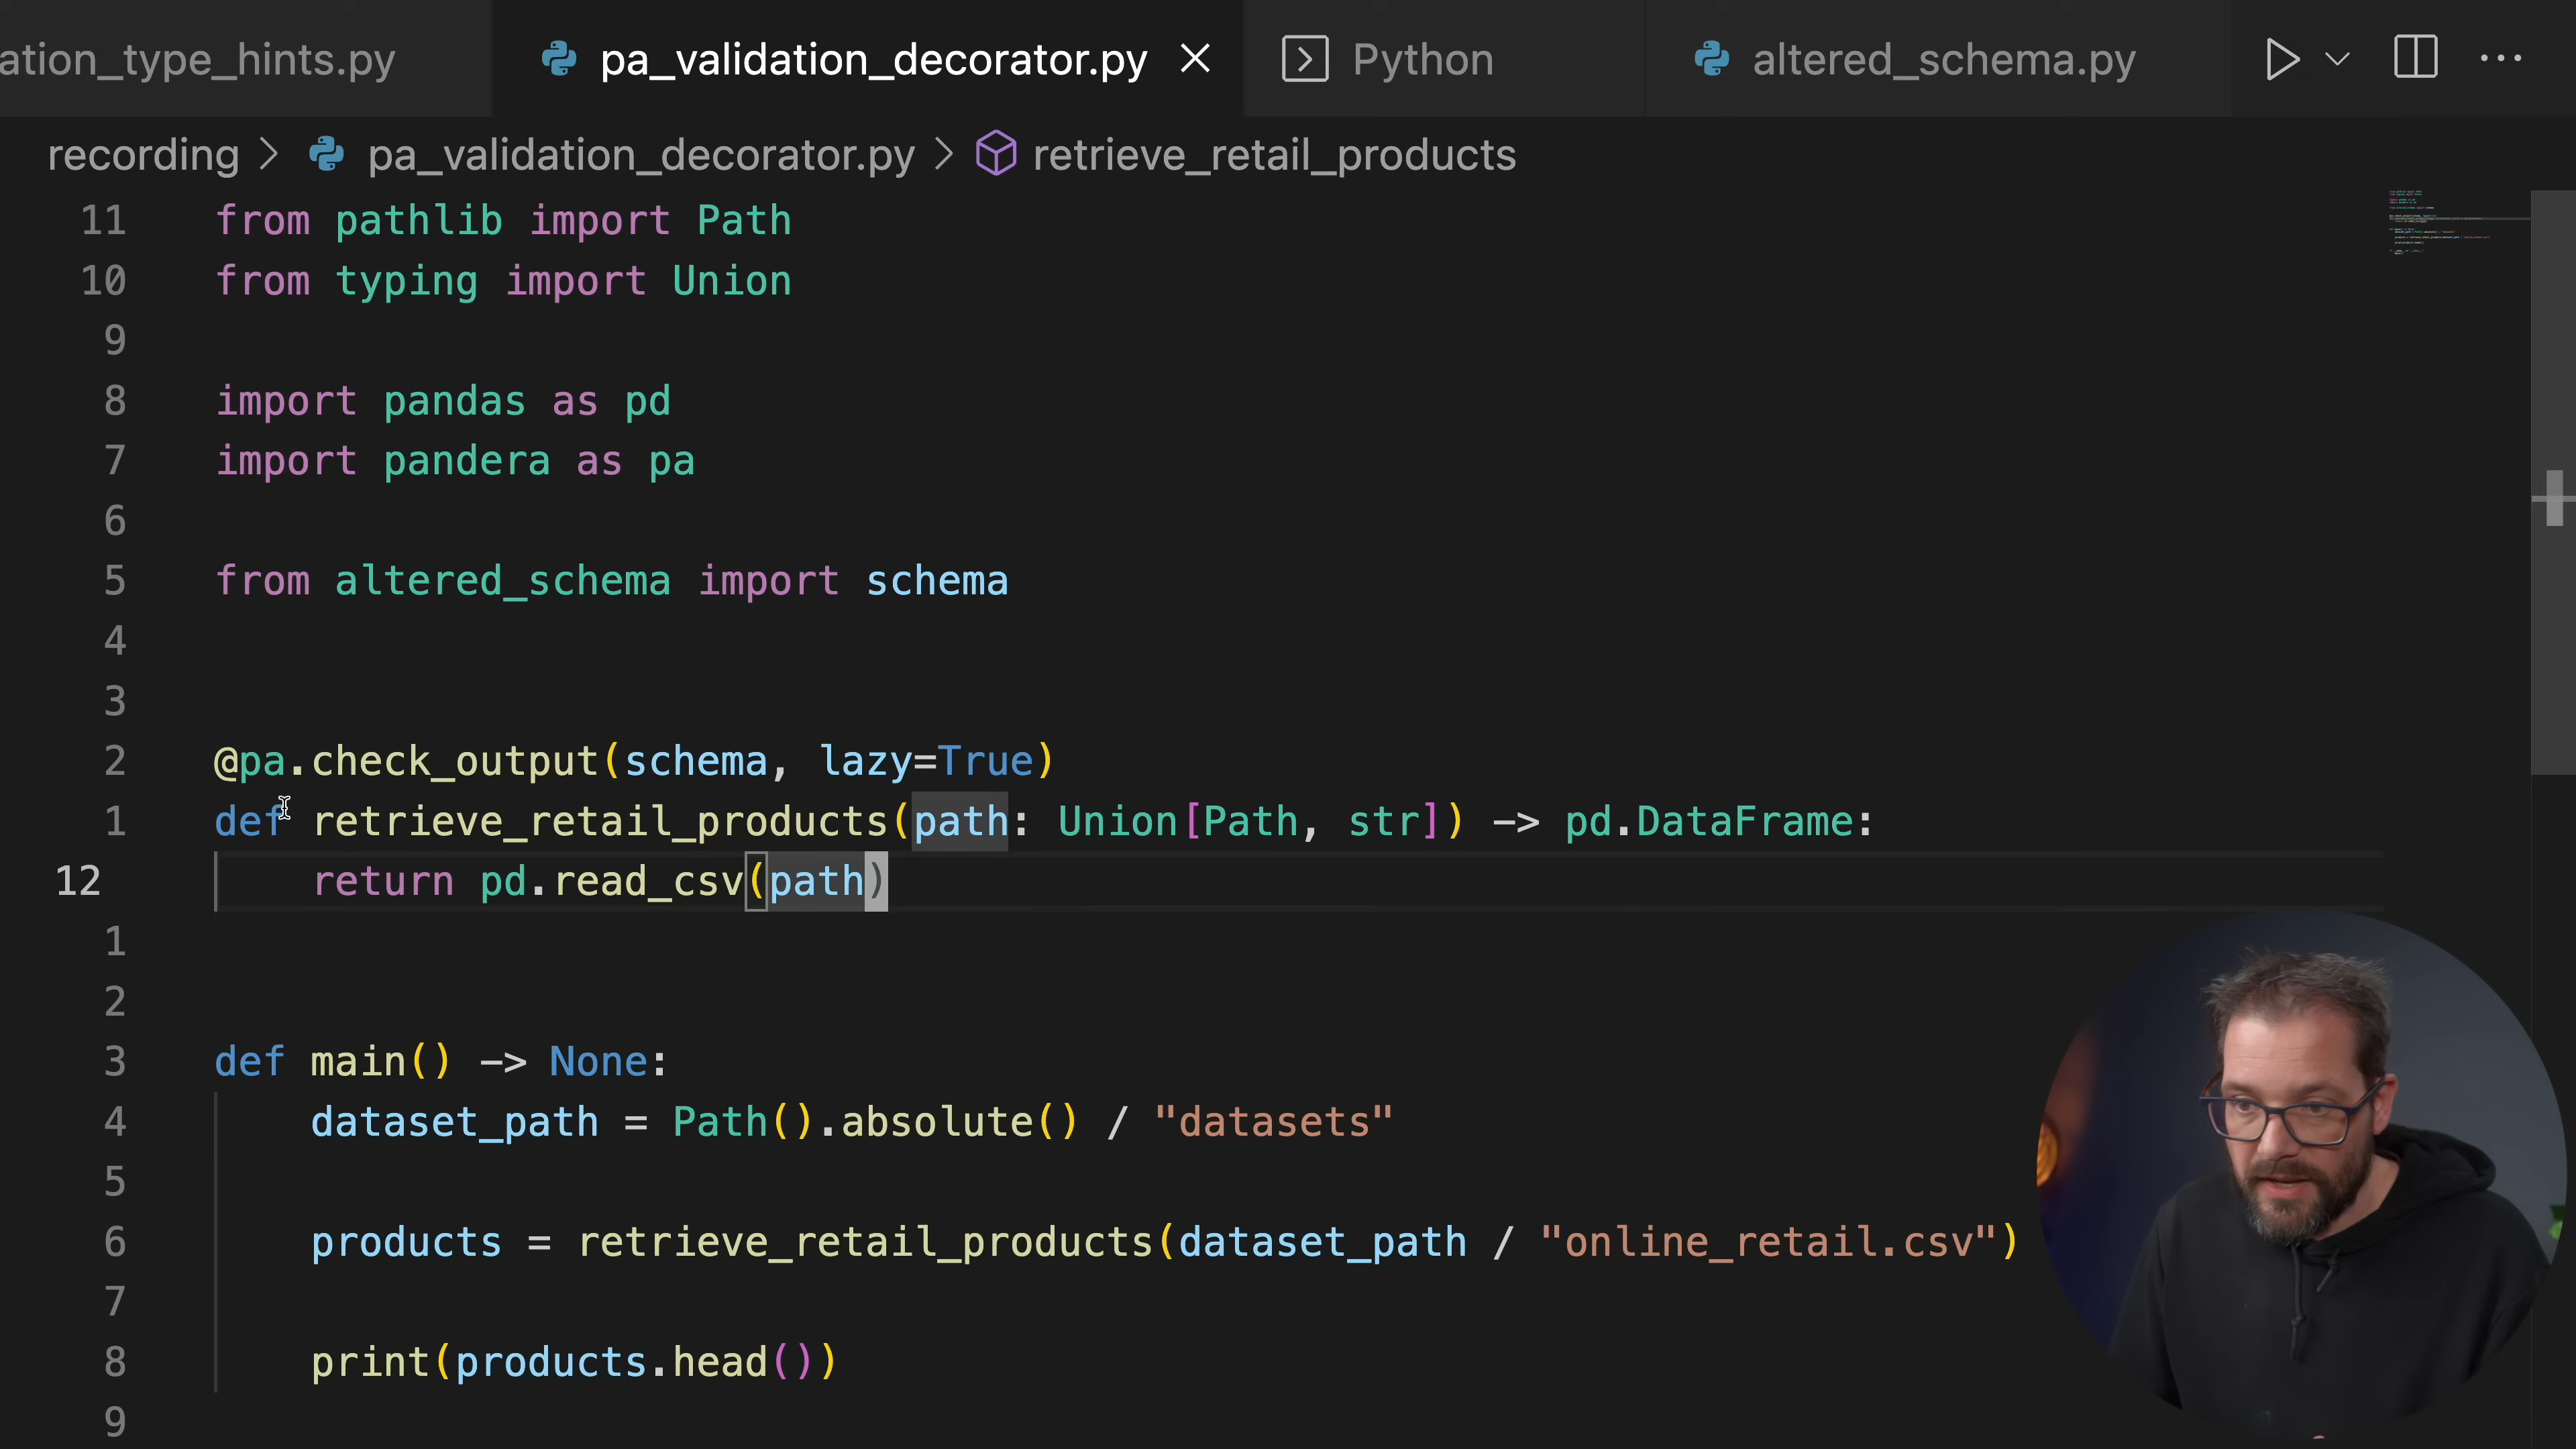 ation_type_hints.py pa_validation_decorator.py Python altered_schema.py
recording > pa_validation_decorator.py > retrieve_retail_products
11 from pathlib import Path
10 from typing import Union
9
8 import pandas as pd
7 import pandera as pa
6
5 from altered_schema import schema
4
3
2 @pa.check_output(schema, lazy=True)
1 def retrieve_retail_products(path: Union[Path, str]) -> pd.DataFrame:
12 return pd.read_csv(path)
1
2
3 def main() -> None:
4 dataset_path = Path().absolute() / "datasets"
5
6 products = retrieve_retail_products(dataset_path / "online_retail.csv")
7
8 print(products.head())
9